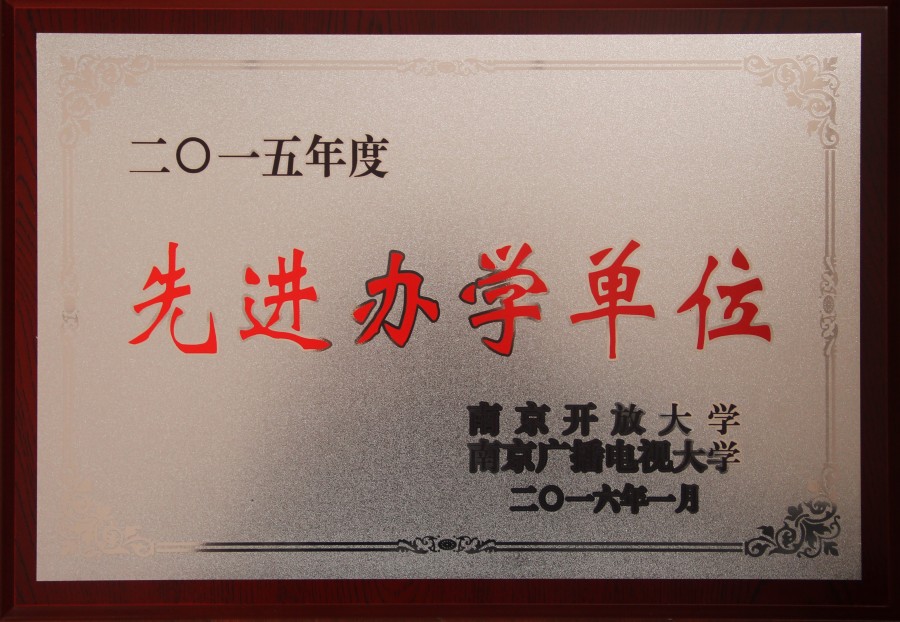 二〇一五年度
先进办学单位
南京开放大学
南京广播电视大学
二〇一六年一月